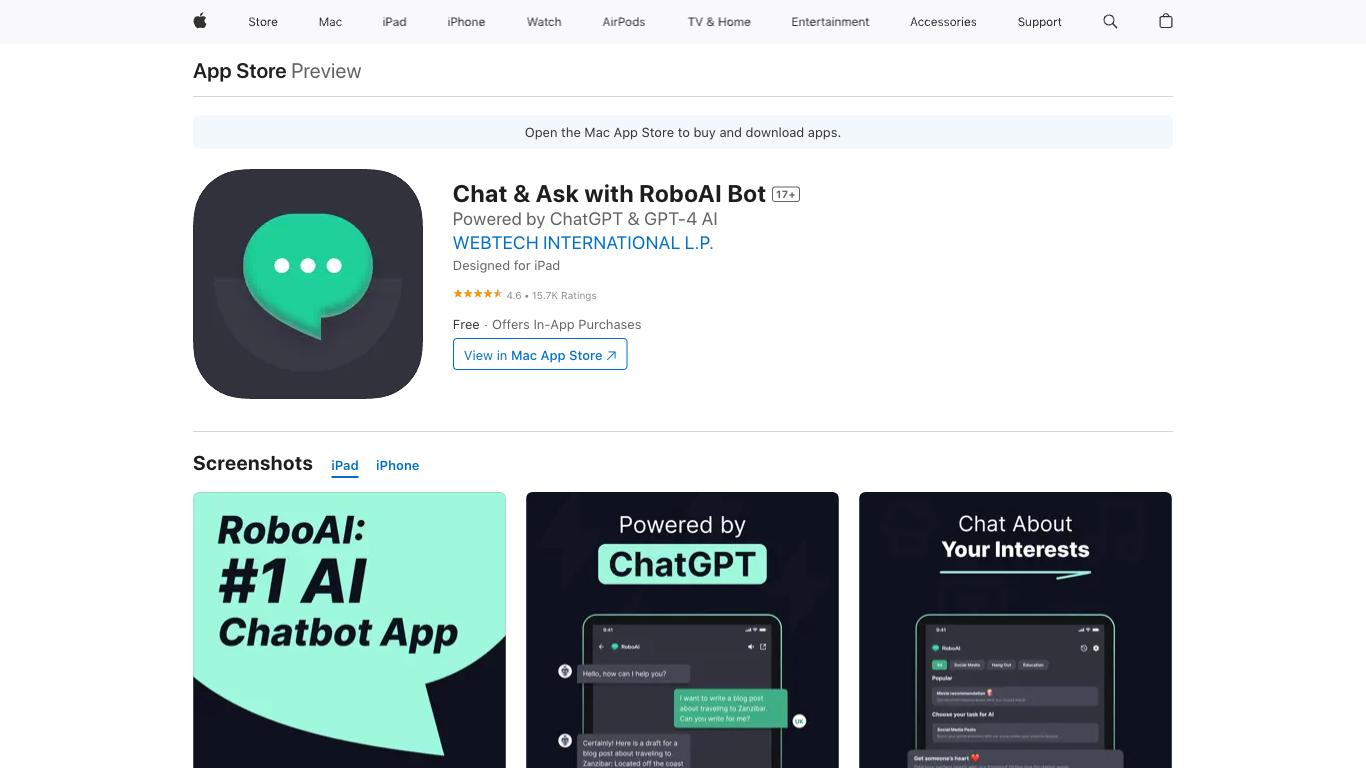 Store Mac iPad iPhone Watch AirPods TV & Home Entertainment Accessories Support
App Store Preview
Open the Mac App Store to buy and download apps.
Chat & Ask with RoboAI Bot 17+
Powered by ChatGPT & GPT-4 AI
WEBTECH INTERNATIONAL L.P.
Designed for iPad
4.6 • 15.7K Ratings
Free · Offers In-App Purchases
View in Mac App Store
Screenshots iPad iPhone
RoboAI:
#1 AI
Chatbot App
Powered by
ChatGPT
9:41
RoboAI
Hello, how can I help you?
I want to write a blog post
about traveling to Zanzibar.
Can you write for me?
UK
Certainly! Here is a draft for a
blog post about traveling to
Zanzibar: Located off the coast
Chat About
Your Interests
9:41
RoboAI
All Social Media Hang Out Education
Popular
Movie recommendation
Choose your task for AI
Social Media Posts
Get someone's heart